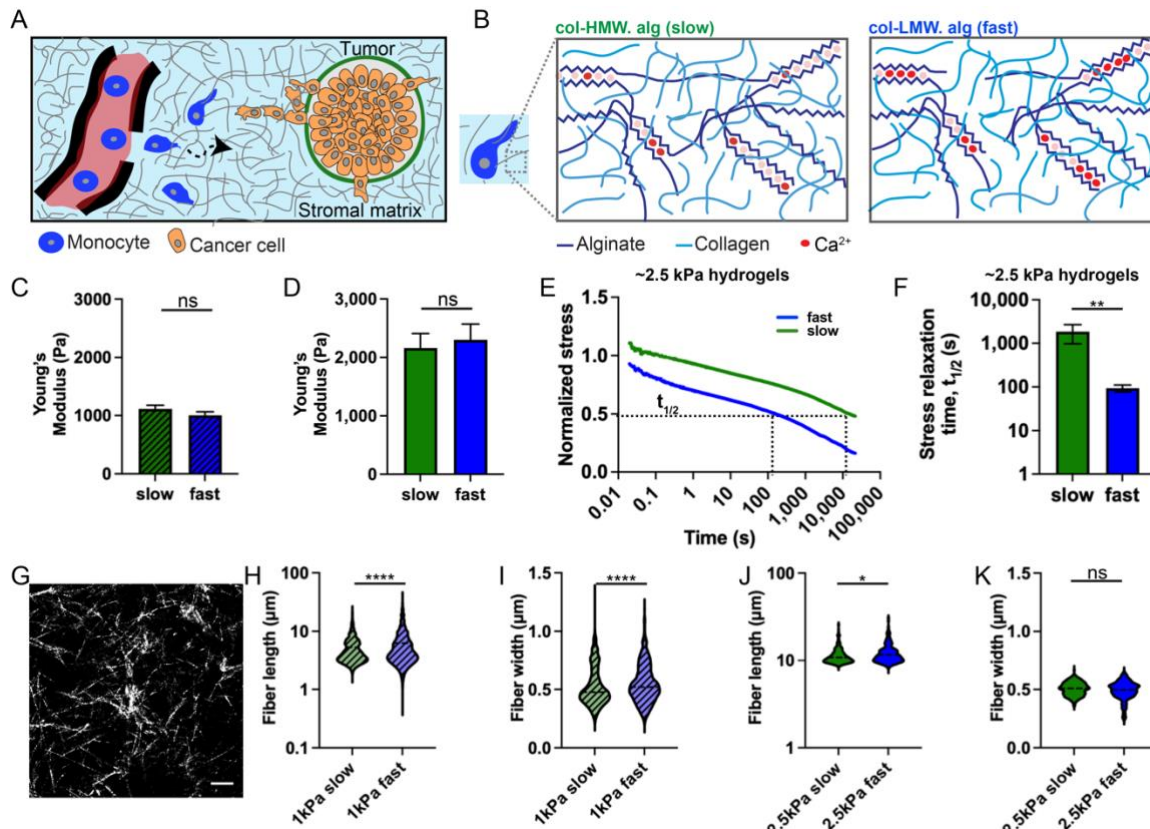 A
Tumor
Stromal matrix
Monocyte
Cancer cell
B
col-HMW. alg (slow)
col-LMW. alg (fast)
Alginate
Collagen
Ca²⁺
C
Young's
Modulus (Pa)
3000
2000
1000
0
ns
slow
fast
D
Young's
Modulus (Pa)
3,000
2,000
1,000
0
ns
slow
fast
E
~2.5 kPa hydrogels
Normalized stress
1.5
1.0
0.5
0.0
fast
slow
t1/2
0.01
0.1
1
10
100
1,000
10,000
100,000
Time (s)
F
~2.5 kPa hydrogels
Stress relaxation
time, t1/2 (s)
10,000
1,000
100
10
1
**
slow
fast
G
H
Fiber length (µm)
100
10
1
0.1
****
1kPa slow
1kPa fast
I
Fiber width (µm)
1.5
1.0
0.5
0.0
****
1kPa slow
1kPa fast
J
Fiber length (µm)
100
10
1
*
2.5kPa slow
2.5kPa fast
K
Fiber width (µm)
1.5
1.0
0.5
0.0
ns
2.5kPa slow
2.5kPa fast